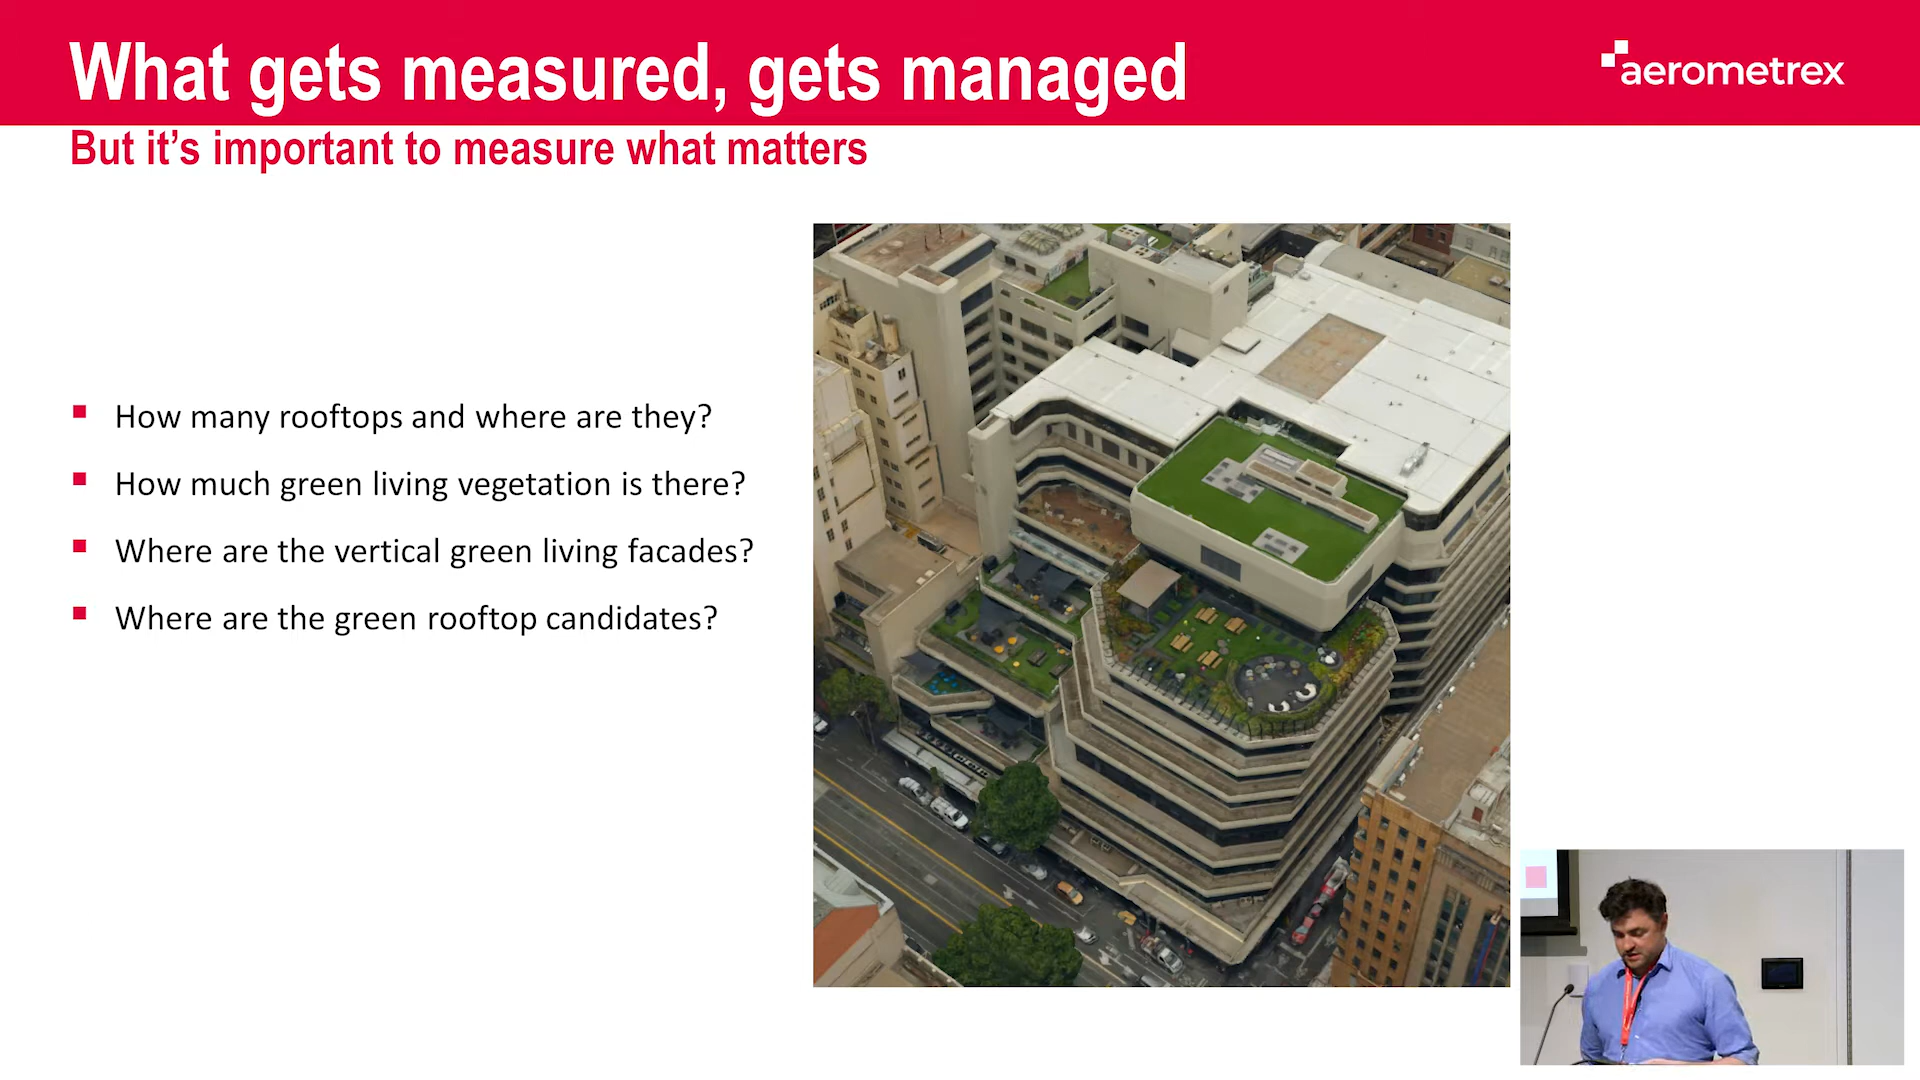 What gets measured, gets managed
aerometrex
But it's important to measure what matters
How many rooftops and where are they?
How much green living vegetation is there?
Where are the vertical green living facades?
Where are the green rooftop candidates?